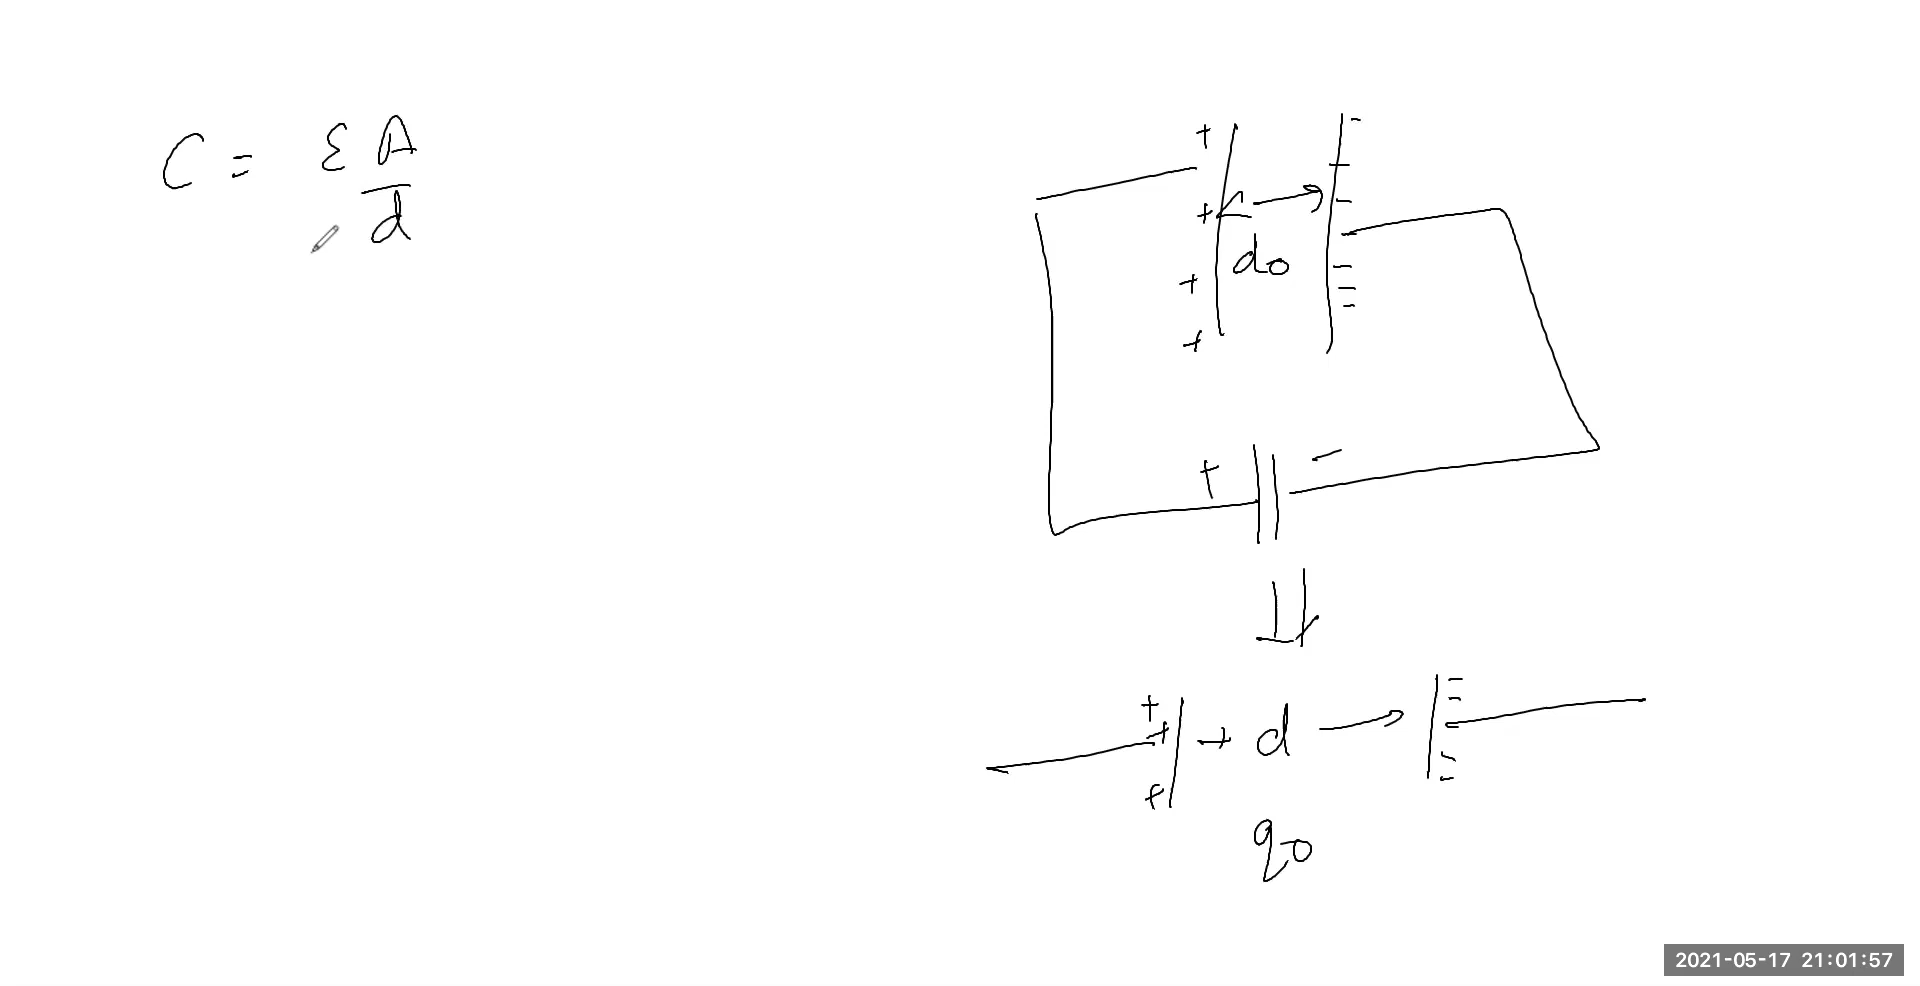 C = ε A
d
+ -
+ d₀
+
+
+ -
+
+ d
+
q₀
2021-05-17 21:01:57